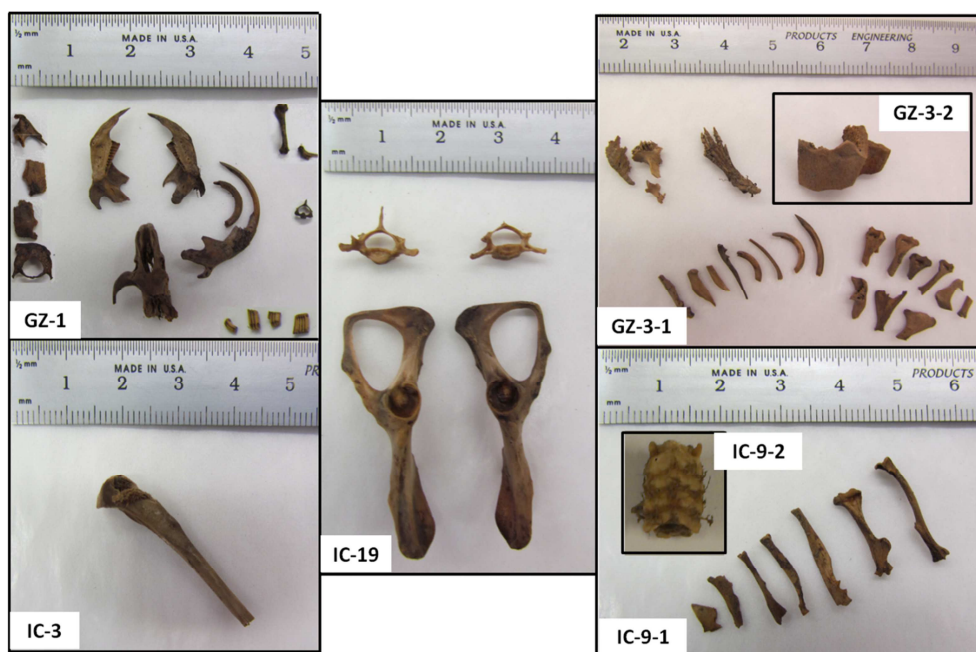 ½ mm 1 MADE IN U.S.A. 2 3 4 5
mm
GZ-1
½ mm 1 MADE IN U.S.A. 2 3 4
mm
IC-19
½ mm MADE IN U.S.A. PRODUCTS ENGINEERING
2 3 4 5 6 7 8 9
mm
GZ-3-2
GZ-3-1
½ mm MADE IN U.S.A. PR
1 2 3 4 5
mm
IC-3
½ mm MADE IN U.S.A. PRODUCTS
1 2 3 4 5 6
mm
IC-9-2
IC-9-1